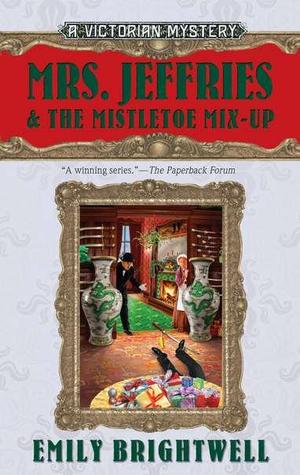 A VICTORIAN MYSTERY
MRS. JEFFRIES
& THE MISTLETOE MIX-UP
"A winning series."—The Paperback Forum
EMILY BRIGHTWELL